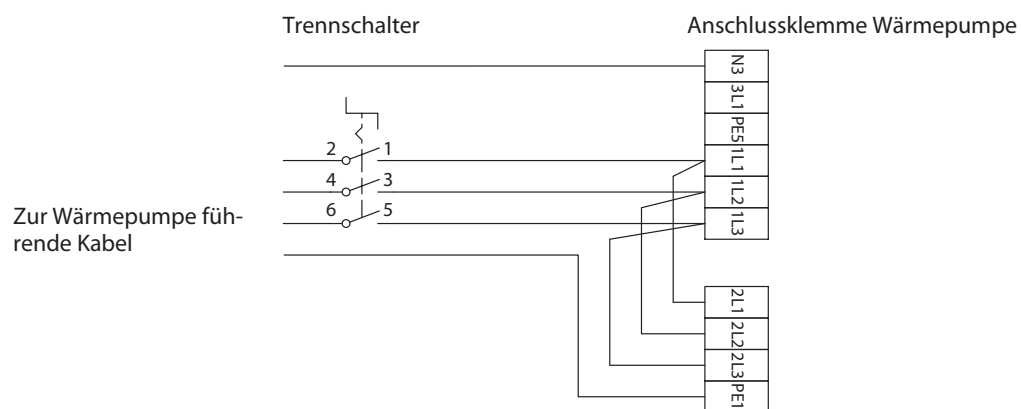 Trennschalter
Anschlussklemme Wärmepumpe
N3
3L1
PE5
1L1
1L2
1L3
2 1
4 3
6 5
Zur Wärmepumpe füh-
rende Kabel
2L1
2L2
2L3
PE1